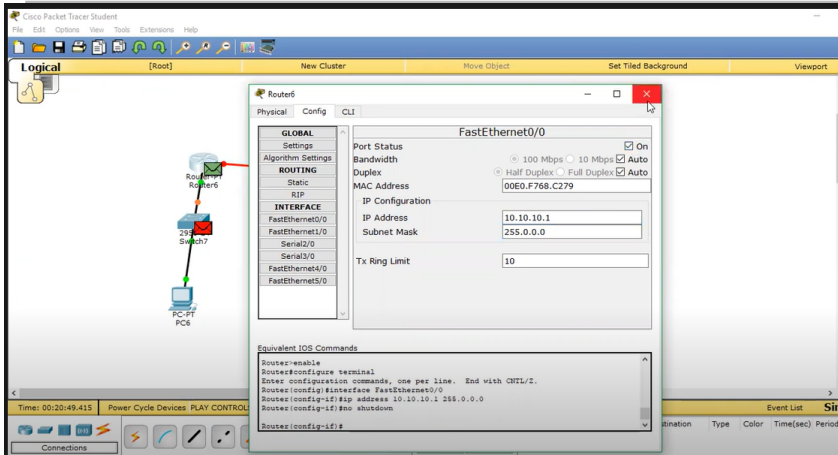 Cisco Packet Tracer Student
File Edit Options View Tools Extensions Help
Logical [Root] New Cluster Move Object Set Tiled Background Viewport
Router6
Physical Config CLI
GLOBAL
Settings
Algorithm Settings
ROUTING
Static
RIP
INTERFACE
FastEthernet0/0
FastEthernet1/0
Serial2/0
Serial3/0
FastEthernet4/0
FastEthernet5/0
FastEthernet0/0
Port Status On
Bandwidth 100 Mbps 10 Mbps Auto
Duplex Half Duplex Full Duplex Auto
MAC Address 00E0.F768.C279
IP Configuration
IP Address 10.10.10.1
Subnet Mask 255.0.0.0
Tx Ring Limit 10
Equivalent IOS Commands
Router>enable
Router#configure terminal
Enter configuration commands, one per line. End with CNTL/Z.
Router(config)#interface FastEthernet0/0
Router(config-if)#ip address 10.10.10.1 255.0.0.0
Router(config-if)#no shutdown
Router(config-if)#
Router6
Switch7
PC-PT
PC6
Time: 00:20:49.415 Power Cycle Devices PLAY CONTROL
Event List
Connections
Type Color Time(sec) Period